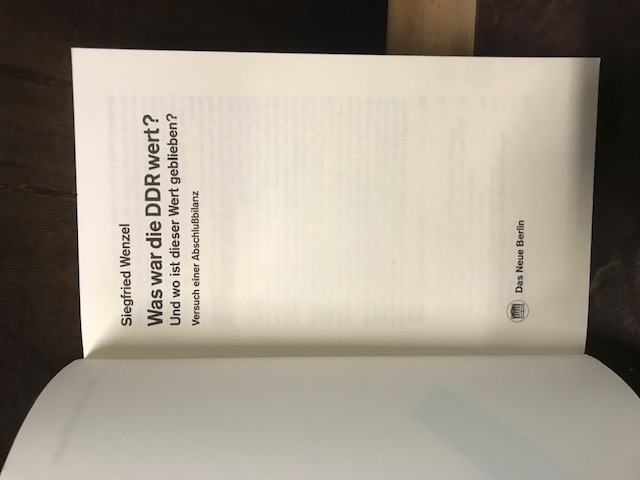 Siegfried Wenzel
Was war die DDR wert?
Und wo ist dieser Wert geblieben?
Versuch einer Abschlußbilanz
Das Neue Berlin